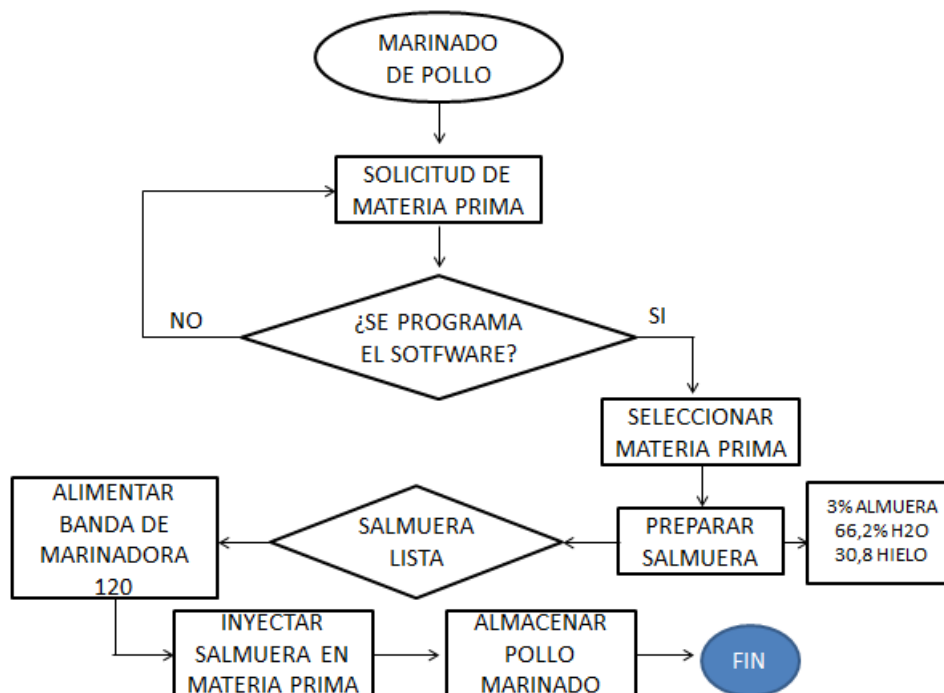 MARINADO
DE POLLO
SOLICITUD DE
MATERIA PRIMA
NO
¿SE PROGRAMA
EL SOTFWARE?
SI
SELECCIONAR
MATERIA PRIMA
PREPARAR
SALMUERA
3% ALMUERA
66,2% H2O
30,8 HIELO
SALMUERA
LISTA
ALIMENTAR
BANDA DE
MARINADORA
120
INYECTAR
SALMUERA EN
MATERIA PRIMA
ALMACENAR
POLLO
MARINADO
FIN